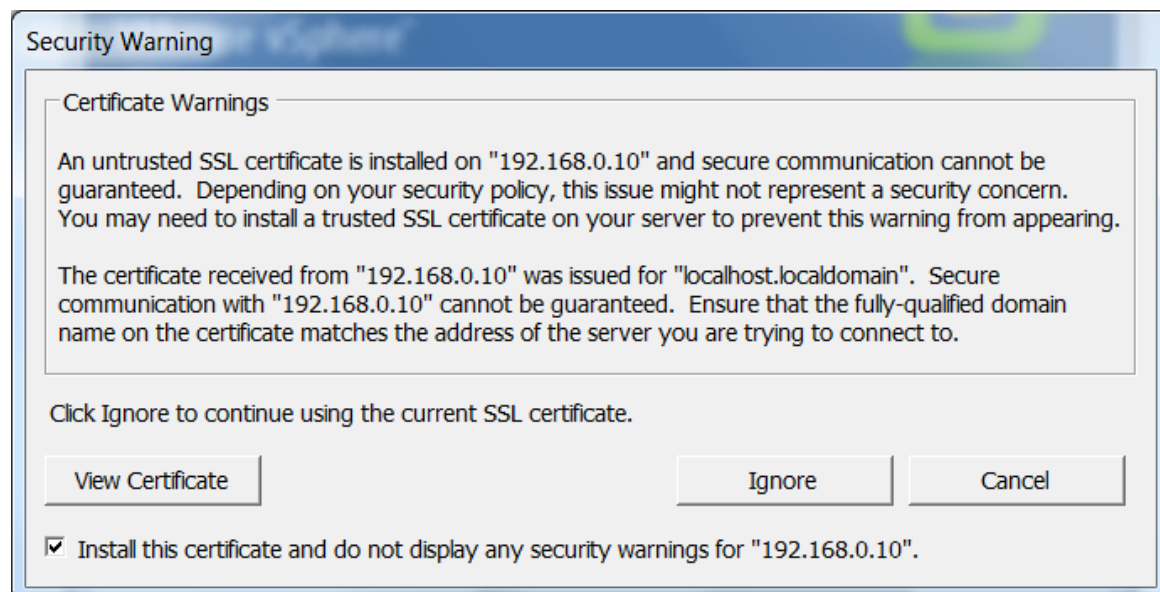 vSphere
Security Warning
Certificate Warnings
An untrusted SSL certificate is installed on "192.168.0.10" and secure communication cannot be
guaranteed. Depending on your security policy, this issue might not represent a security concern.
You may need to install a trusted SSL certificate on your server to prevent this warning from appearing.
The certificate received from "192.168.0.10" was issued for "localhost.localdomain". Secure
communication with "192.168.0.10" cannot be guaranteed. Ensure that the fully-qualified domain
name on the certificate matches the address of the server you are trying to connect to.
Click Ignore to continue using the current SSL certificate.
View Certificate Ignore Cancel
Install this certificate and do not display any security warnings for "192.168.0.10".